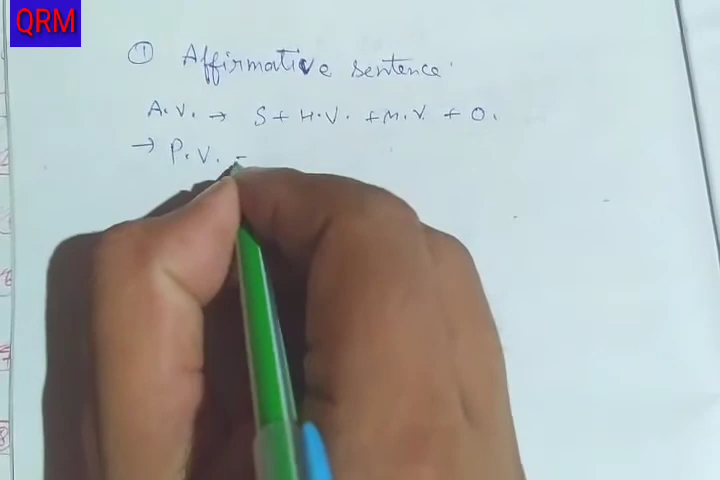 QRM
① Affirmative sentence.
A.V. → S + H.V. + M.V. + O.
→ P.V. -